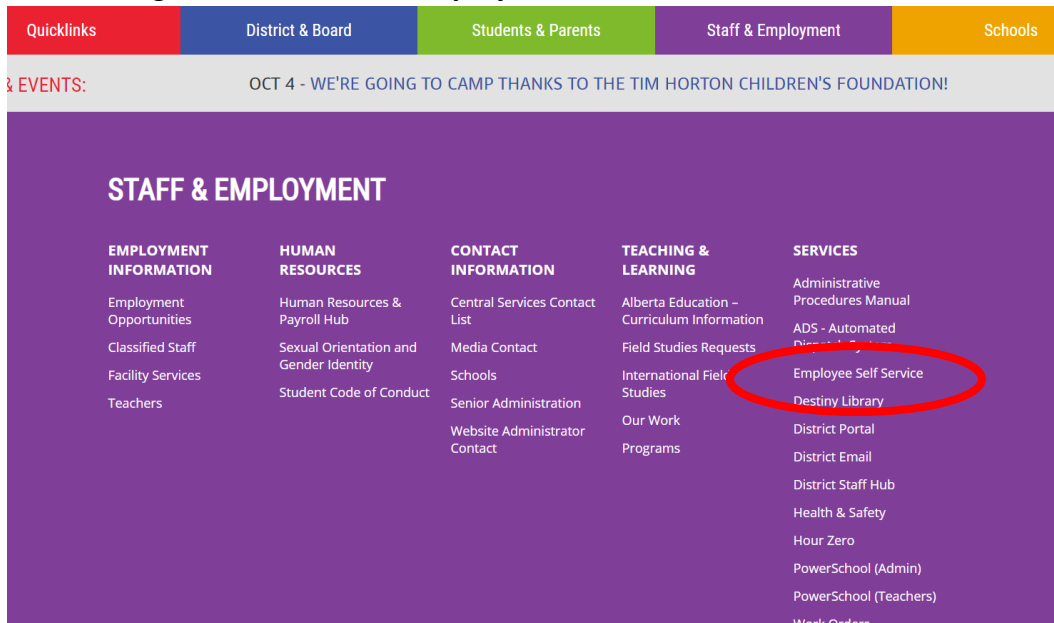 Quicklinks
District & Board
Students & Parents
Staff & Employment
Schools
& EVENTS:
OCT 4 - WE'RE GOING TO CAMP THANKS TO THE TIM HORTON CHILDREN'S FOUNDATION!
STAFF & EMPLOYMENT
EMPLOYMENT
INFORMATION
Employment
Opportunities
Classified Staff
Facility Services
Teachers
HUMAN
RESOURCES
Human Resources &
Payroll Hub
Sexual Orientation and
Gender Identity
Student Code of Conduct
CONTACT
INFORMATION
Central Services Contact
List
Media Contact
Schools
Senior Administration
Website Administrator
Contact
TEACHING &
LEARNING
Alberta Education –
Curriculum Information
Field Studies Requests
International Field
Studies
Our Work
Programs
SERVICES
Administrative
Procedures Manual
ADS - Automated
Dispatch System
Employee Self Service
Destiny Library
District Portal
District Email
District Staff Hub
Health & Safety
Hour Zero
PowerSchool (Admin)
PowerSchool (Teachers)
Work Orders